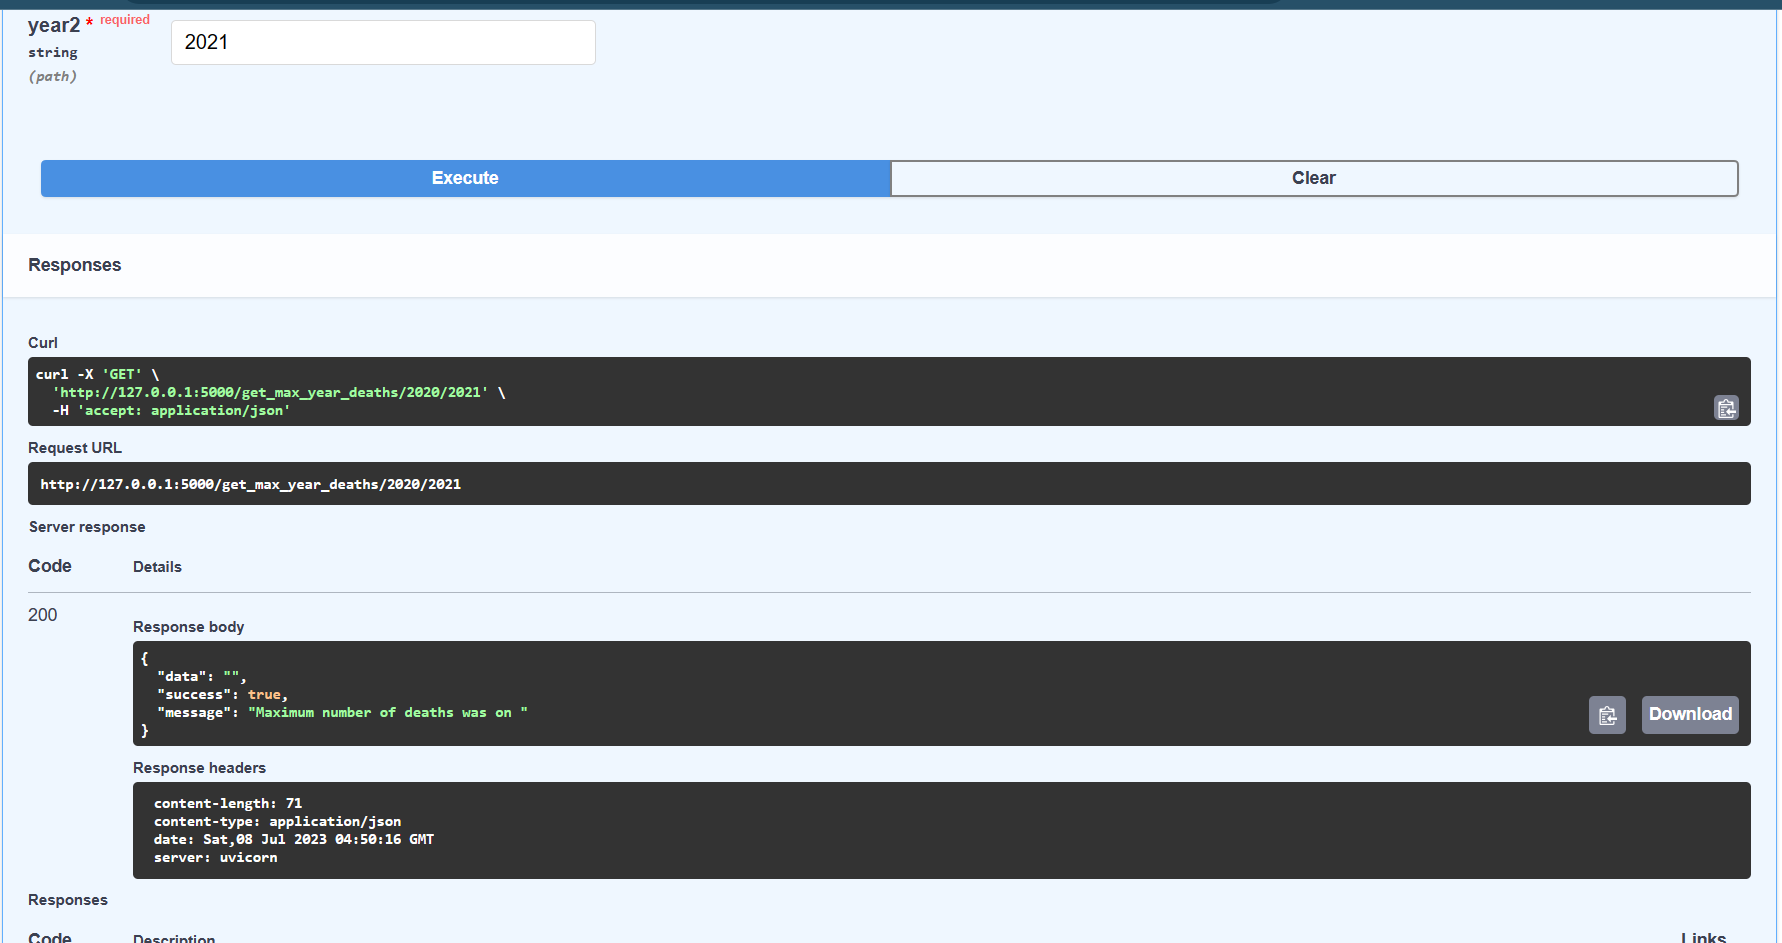 year2 * required
string
(path)
2021
Execute
Clear
Responses
Curl
curl -X 'GET' \
'http://127.0.0.1:5000/get_max_year_deaths/2020/2021' \
-H 'accept: application/json'
Request URL
http://127.0.0.1:5000/get_max_year_deaths/2020/2021
Server response
Code Details
200
Response body
{
"data": "",
"success": true,
"message": "Maximum number of deaths was on "
}
Download
Response headers
content-length: 71
content-type: application/json
date: Sat,08 Jul 2023 04:50:16 GMT
server: uvicorn
Responses
Code Description Links